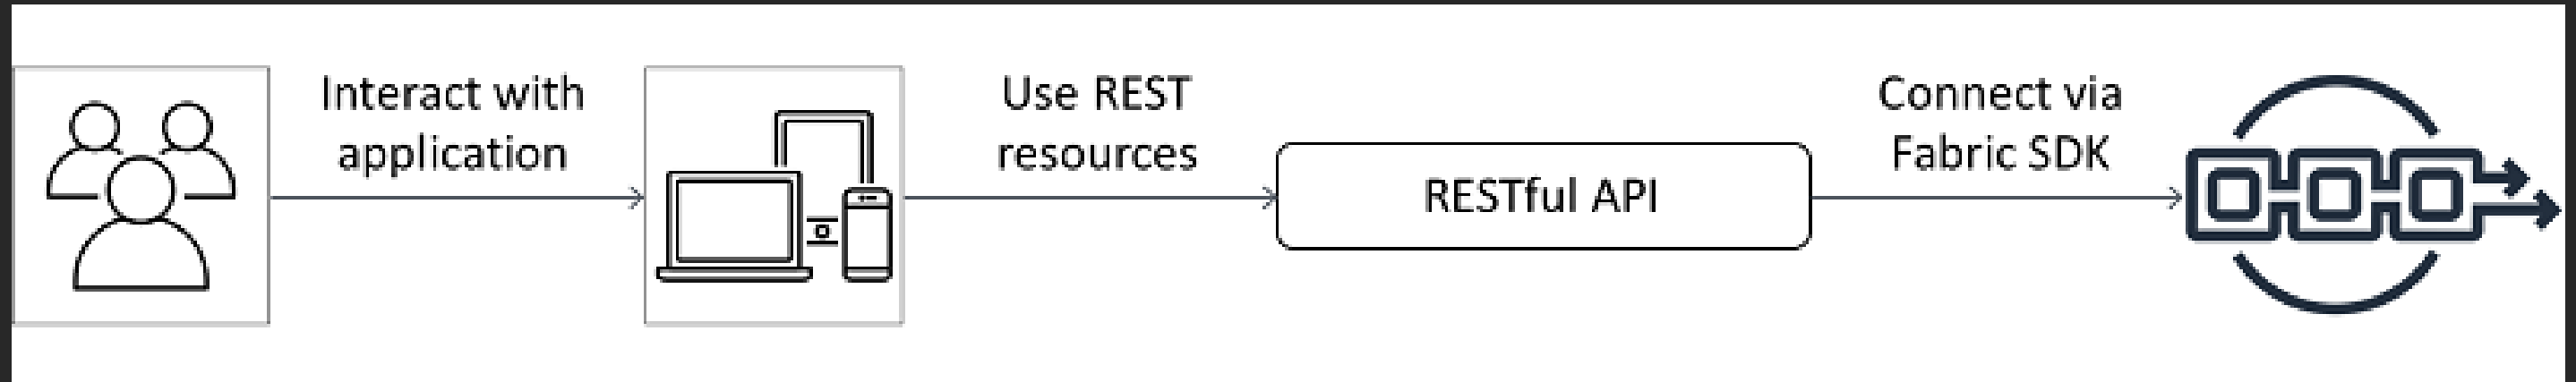 Interact with
application
Use REST
resources
RESTful API
Connect via
Fabric SDK